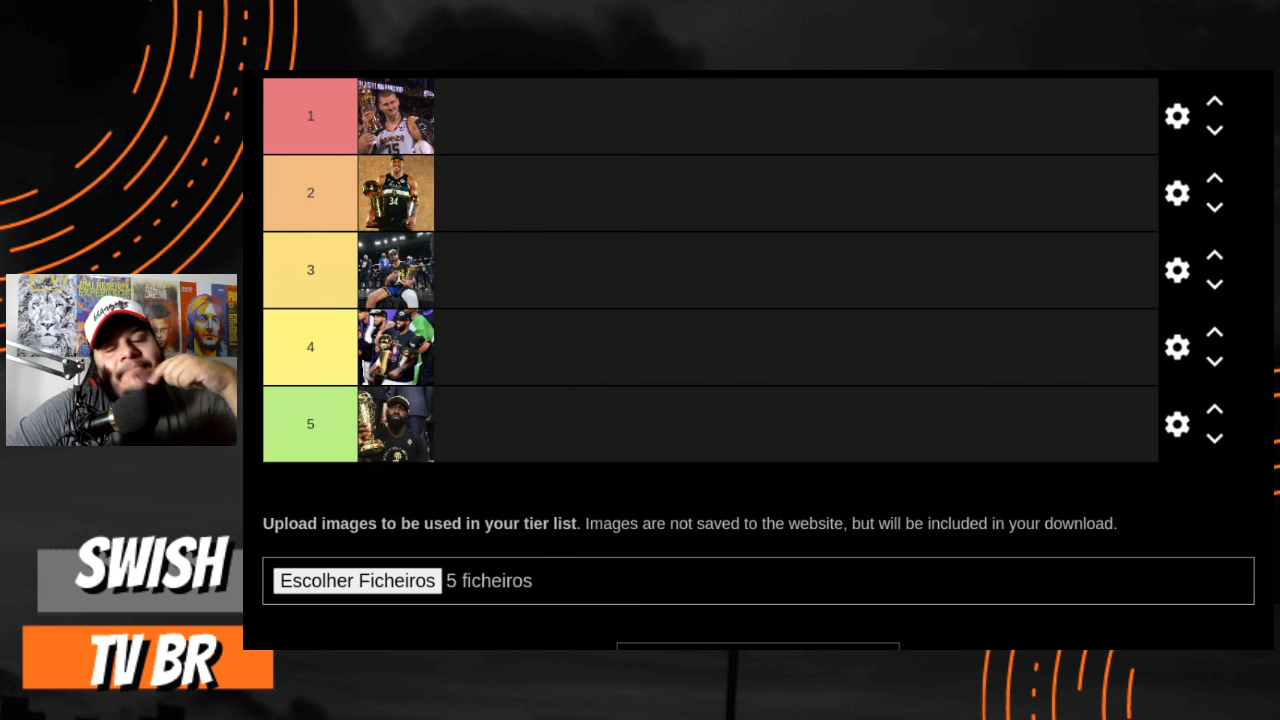 1
2
34
3
4
5
Upload images to be used in your tier list. Images are not saved to the website, but will be included in your download.
Escolher Ficheiros 5 ficheiros
SWISH
TV BR